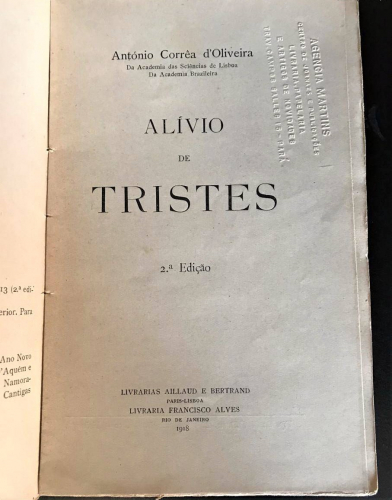 António Corrêa d'Oliveira
Da Academia das Sciências de Lisboa
Da Academia Brasileira
ALÍVIO
DE
TRISTES
2.ª Edição
LIVRARIAS AILLAUD E BERTRAND
PARIS-LISBOA
LIVRARIA FRANCISCO ALVES
RIO DE JANEIRO
1918
AGENCIA MARTINS
13 (2.ª edi-
erior. Para
Ano Novo
'Aquém e
Namora-
Cantigas